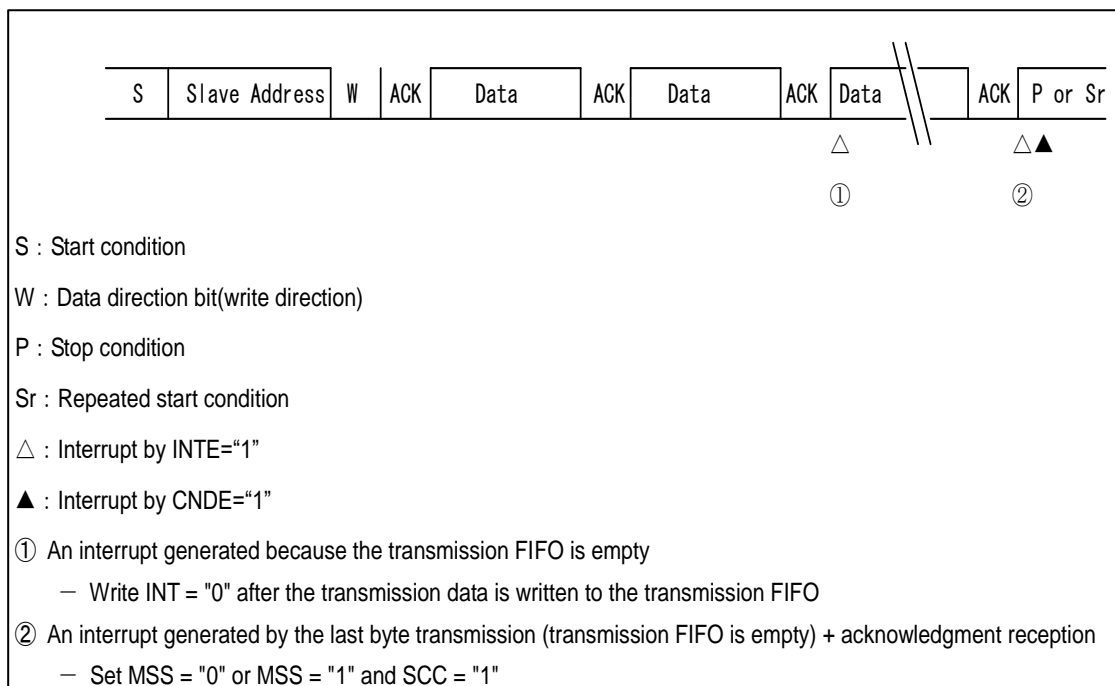 S Slave Address W ACK Data ACK Data ACK Data ACK P or Sr
△ △▲
① ②
S : Start condition
W : Data direction bit(write direction)
P : Stop condition
Sr : Repeated start condition
△ : Interrupt by INTE=“1”
▲ : Interrupt by CNDE=“1”
① An interrupt generated because the transmission FIFO is empty
− Write INT = "0" after the transmission data is written to the transmission FIFO
② An interrupt generated by the last byte transmission (transmission FIFO is empty) + acknowledgment reception
− Set MSS = "0" or MSS = "1" and SCC = "1"